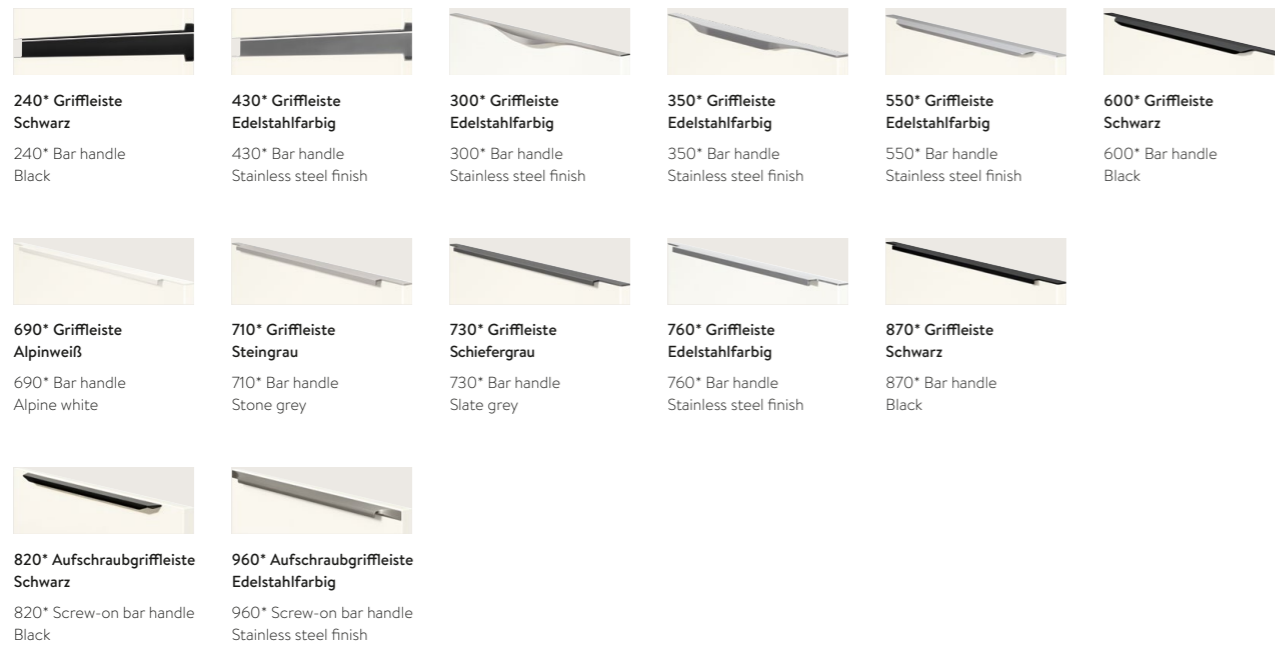 240* Griffleiste
Schwarz
240* Bar handle
Black
430* Griffleiste
Edelstahlfarbig
430* Bar handle
Stainless steel finish
300* Griffleiste
Edelstahlfarbig
300* Bar handle
Stainless steel finish
350* Griffleiste
Edelstahlfarbig
350* Bar handle
Stainless steel finish
550* Griffleiste
Edelstahlfarbig
550* Bar handle
Stainless steel finish
600* Griffleiste
Schwarz
600* Bar handle
Black
690* Griffleiste
Alpinweiß
690* Bar handle
Alpine white
710* Griffleiste
Steingrau
710* Bar handle
Stone grey
730* Griffleiste
Schiefergrau
730* Bar handle
Slate grey
760* Griffleiste
Edelstahlfarbig
760* Bar handle
Stainless steel finish
870* Griffleiste
Schwarz
870* Bar handle
Black
820* Aufschraubgriffleiste
Schwarz
820* Screw-on bar handle
Black
960* Aufschraubgriffleiste
Edelstahlfarbig
960* Screw-on bar handle
Stainless steel finish